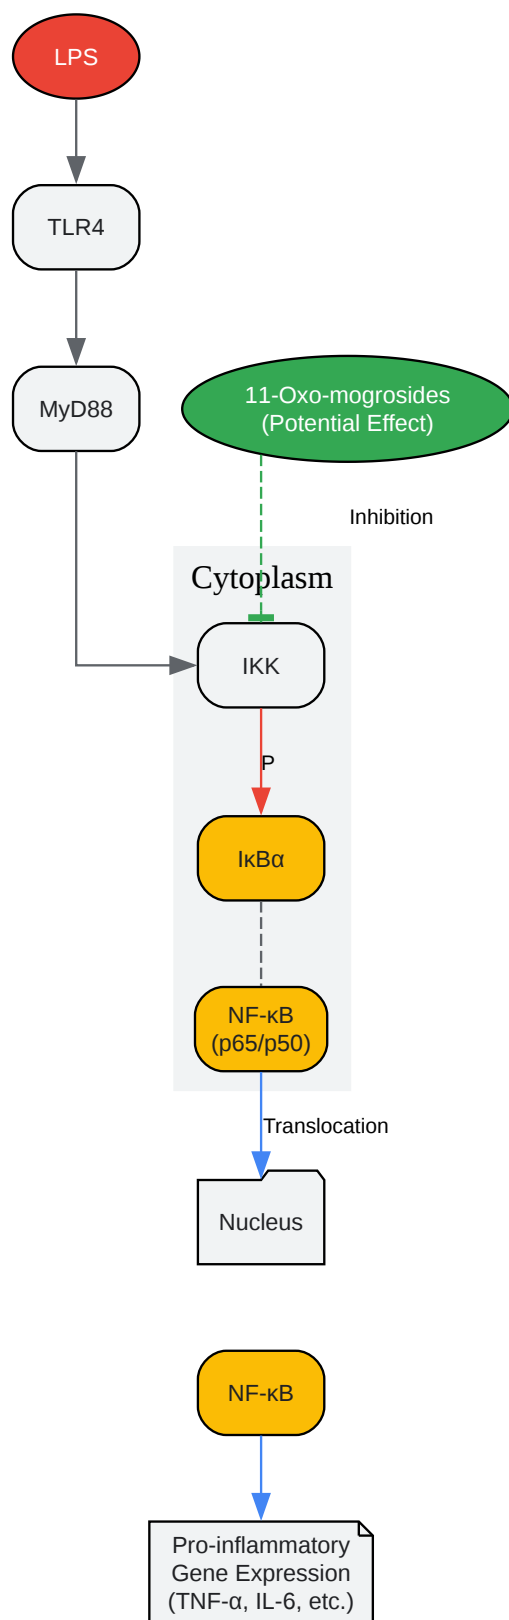 LPS
TLR4
MyD88
11-Oxo-mogrosides
(Potential Effect)
Inhibition
Cytoplasm
IKK
P
IκBα
NF-κB
(p65/p50)
Translocation
Nucleus
NF-κB
Pro-inflammatory
Gene Expression
(TNF-α, IL-6, etc.)